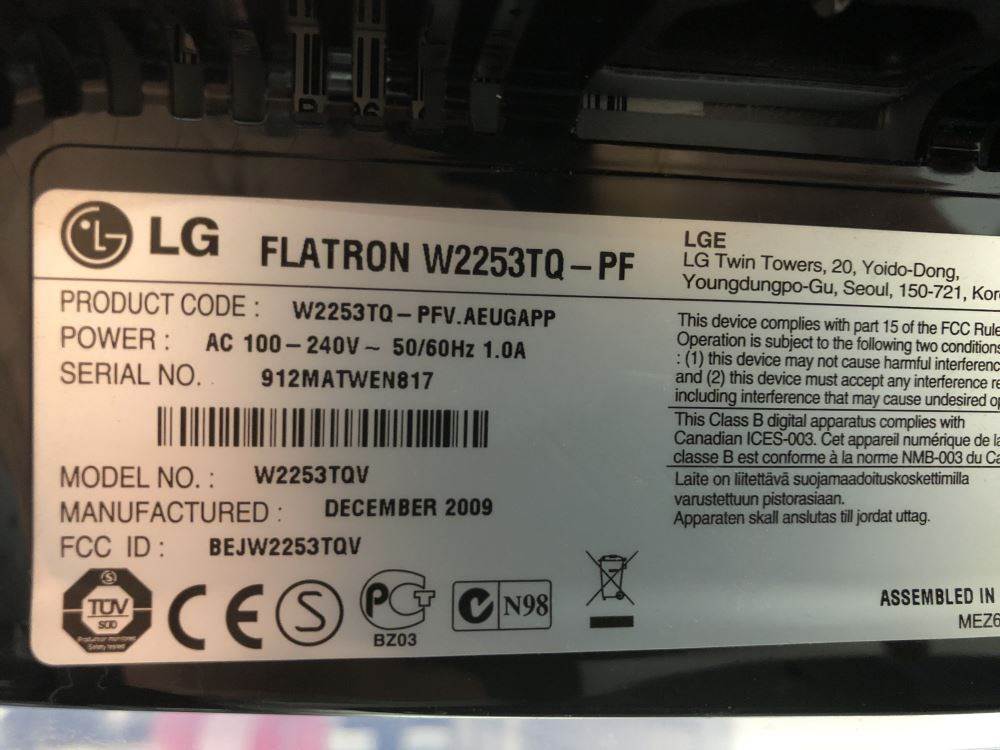 LG FLATRON W2253TQ-PF
PRODUCT CODE : W2253TQ-PFV.AEUGAPP
POWER : AC 100-240V~ 50/60Hz 1.0A
SERIAL NO. 912MATWEN817
MODEL NO. : W2253TQV
MANUFACTURED : DECEMBER 2009
FCC ID : BEJW2253TQV
TÜV
SÜD
BZ03
N98
LGE
LG Twin Towers, 20, Yoido-Dong,
Youngdungpo-Gu, Seoul, 150-721,
This device complies with part 15 of the FCC
Operation is subject to the following two conditions
: (1) this device may not cause harmful
and (2) this device must accept any interference
including interference that may cause undesired
This Class B digital apparatus complies with
Canadian ICES-003. Cet appareil numérique de la
classe B est conforme à la norme NMB-003 du
Laite on liitettävä suojamaadoituskoskettimilla
varustettuun pistorasiaan.
Apparaten skall anslutas till jordat uttag.
ASSEMBLED IN
MEZ6